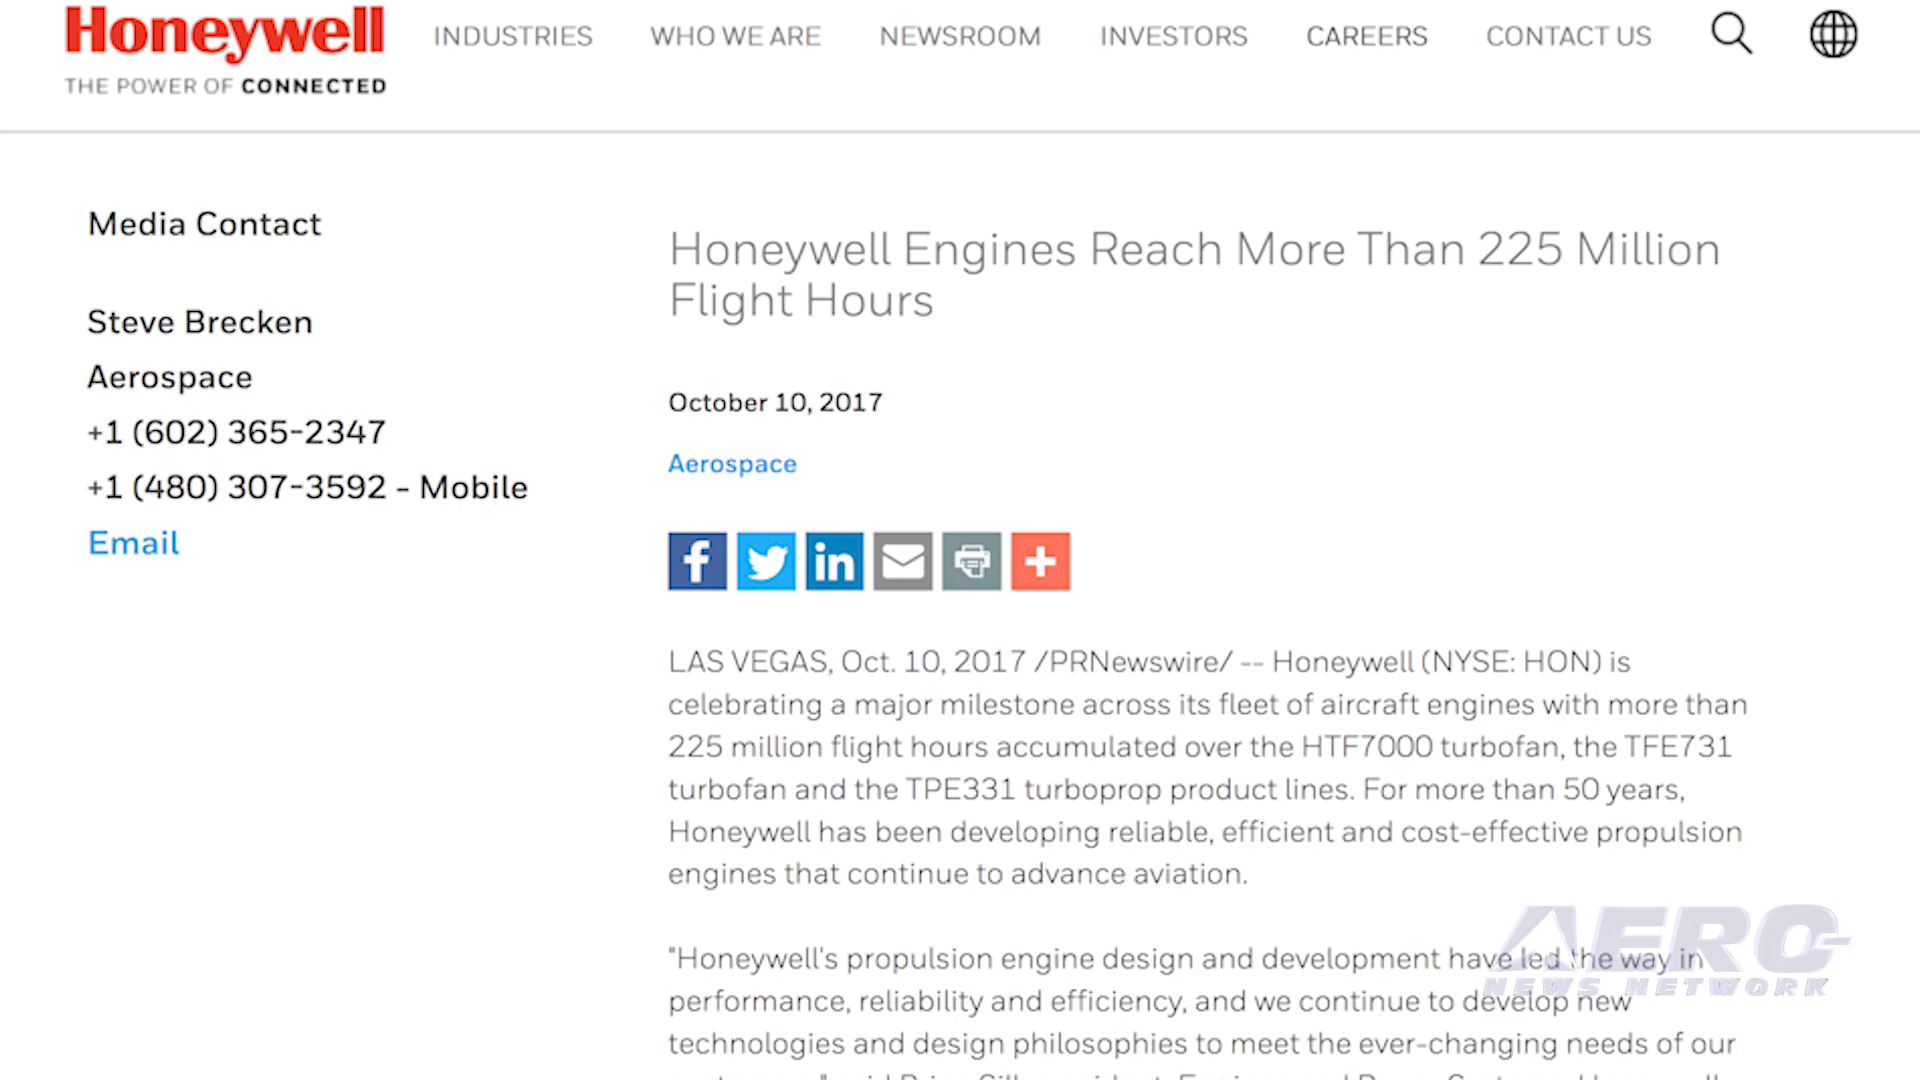 Honeywell
THE POWER OF CONNECTED
INDUSTRIES
WHO WE ARE
NEWSROOM
INVESTORS
CAREERS
CONTACT US
Media Contact
Steve Brecken
Aerospace
+1 (602) 365-2347
+1 (480) 307-3592 - Mobile
Email
Honeywell Engines Reach More Than 225 Million
Flight Hours
October 10, 2017
Aerospace
LAS VEGAS, Oct. 10, 2017 /PRNewswire/ -- Honeywell (NYSE: HON) is
celebrating a major milestone across its fleet of aircraft engines with more than
225 million flight hours accumulated over the HTF7000 turbofan, the TFE731
turbofan and the TPE331 turboprop product lines. For more than 50 years,
Honeywell has been developing reliable, efficient and cost-effective propulsion
engines that continue to advance aviation.
"Honeywell's propulsion engine design and development have led the way in
performance, reliability and efficiency, and we continue to develop new
technologies and design philosophies to meet the ever-changing needs of our
AERO
NEWS NETWORK